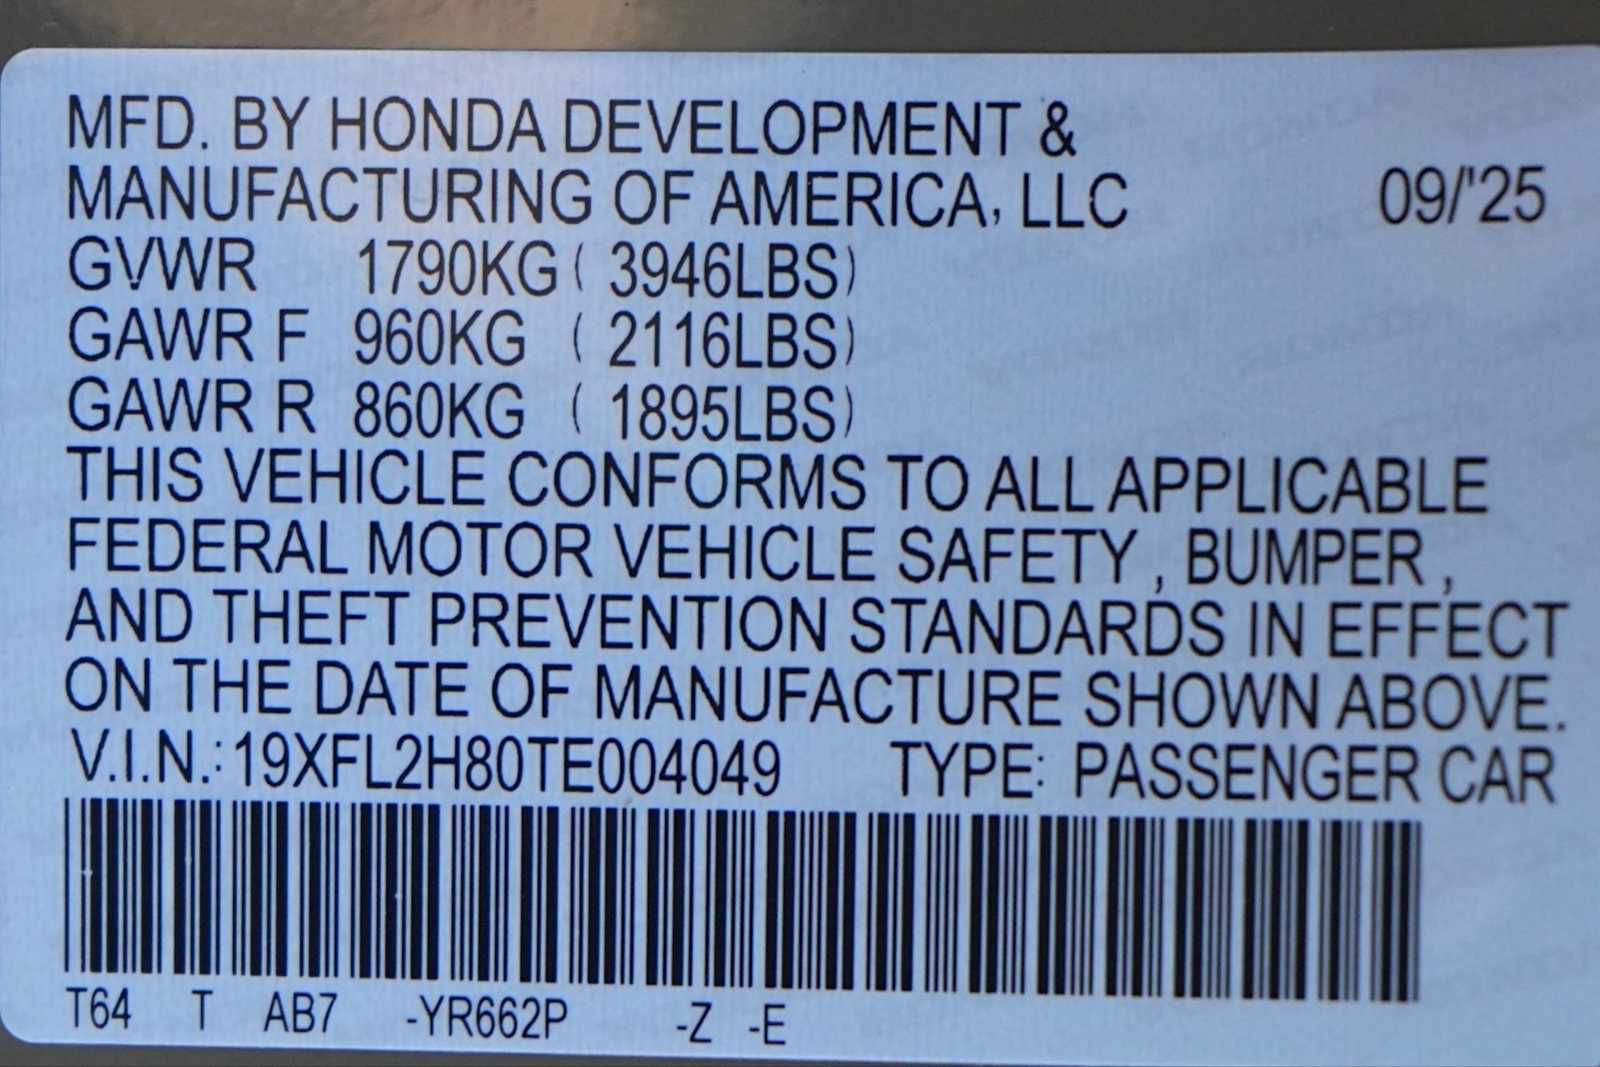 MFD. BY HONDA DEVELOPMENT &
MANUFACTURING OF AMERICA, LLC 09/'25
GVWR 1790KG ( 3946LBS)
GAWR F 960KG ( 2116LBS)
GAWR R 860KG ( 1895LBS)
THIS VEHICLE CONFORMS TO ALL APPLICABLE
FEDERAL MOTOR VEHICLE SAFETY , BUMPER ,
AND THEFT PREVENTION STANDARDS IN EFFECT
ON THE DATE OF MANUFACTURE SHOWN ABOVE.
V.I.N.: 19XFL2H80TE004049 TYPE: PASSENGER CAR
T64 T AB7 -YR662P -Z -E